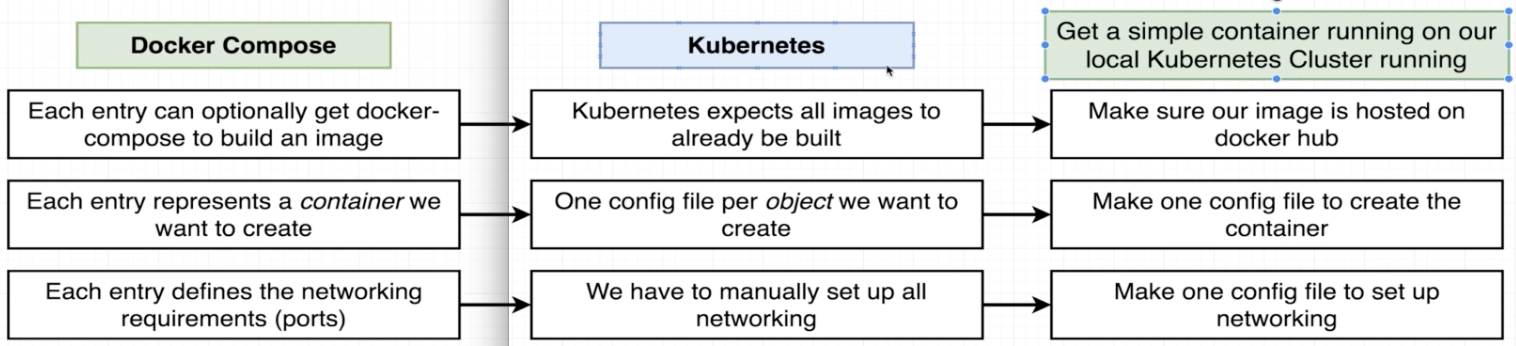 Docker Compose
Kubernetes
Get a simple container running on our
local Kubernetes Cluster running
Each entry can optionally get docker-
compose to build an image
Kubernetes expects all images to
already be built
Make sure our image is hosted on
docker hub
Each entry represents a container we
want to create
One config file per object we want to
create
Make one config file to create the
container
Each entry defines the networking
requirements (ports)
We have to manually set up all
networking
Make one config file to set up
networking